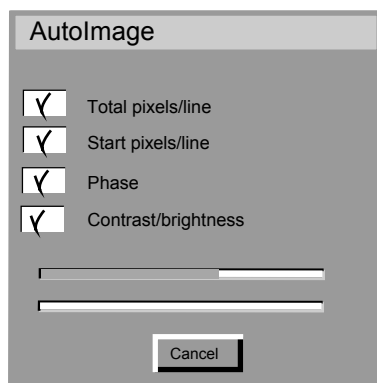 AutoImage
Total pixels/line
Start pixels/line
Phase
Contrast/brightness
Cancel